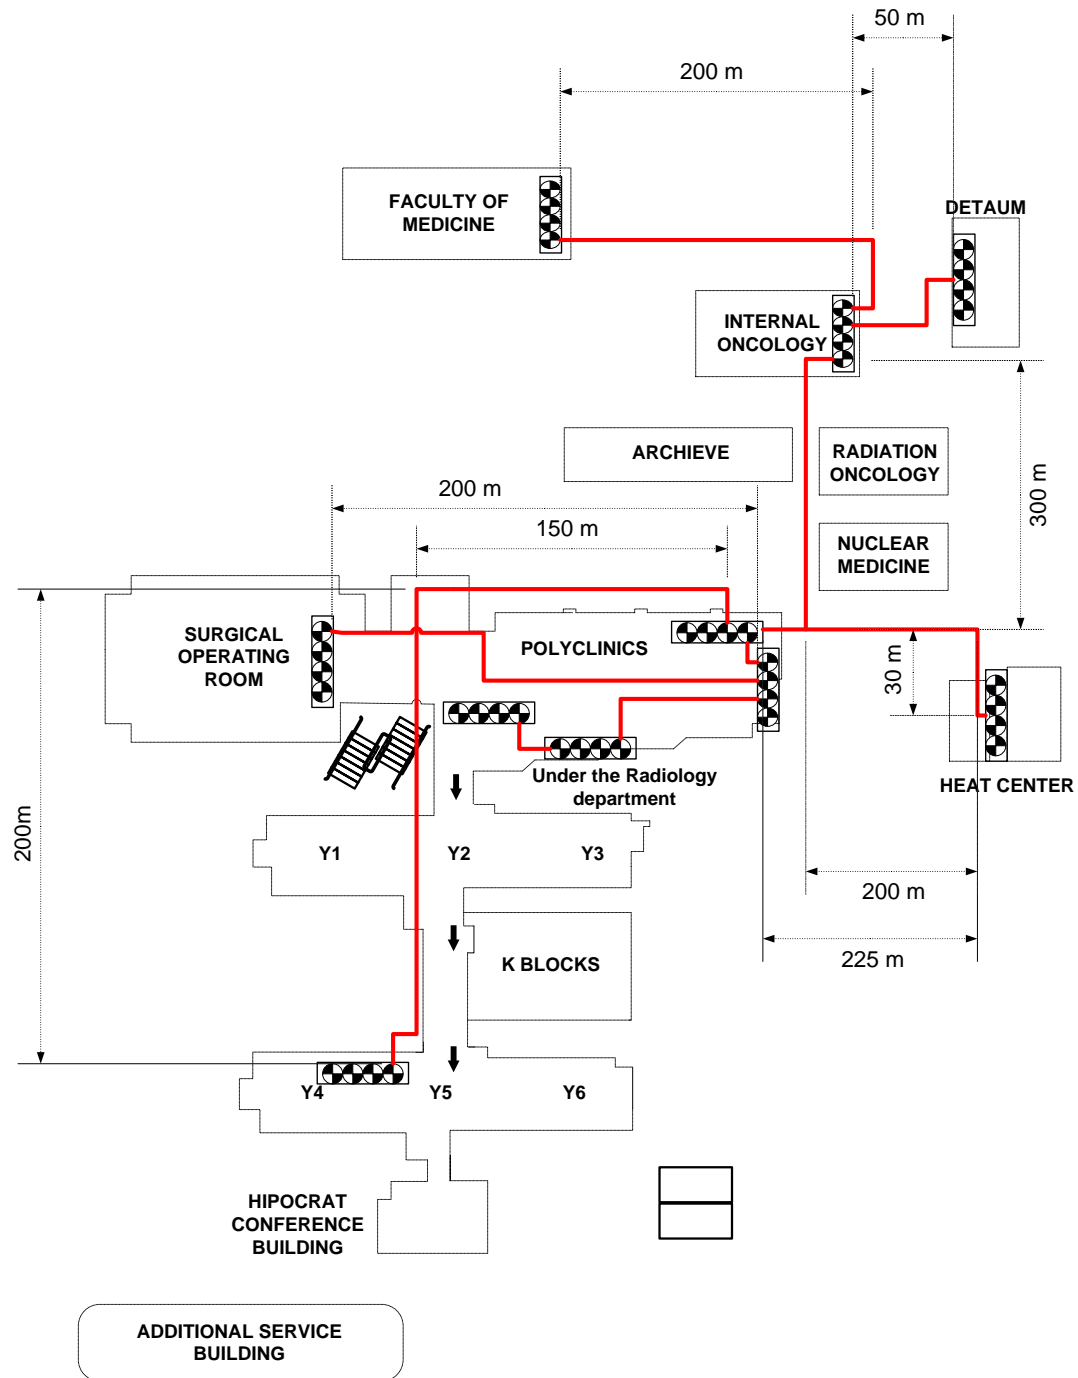 50 m
200 m
FACULTY OF
MEDICINE
DETAUM
INTERNAL
ONCOLOGY
ARCHIEVE
RADIATION
ONCOLOGY
300 m
200 m
150 m
NUCLEAR
MEDICINE
SURGICAL
OPERATING
ROOM
POLYCLINICS
30 m
Under the Radiology
department
HEAT CENTER
200m
Y1
Y2
Y3
200 m
K BLOCKS
225 m
Y4
Y5
Y6
HIPOCRAT
CONFERENCE
BUILDING
ADDITIONAL SERVICE
BUILDING